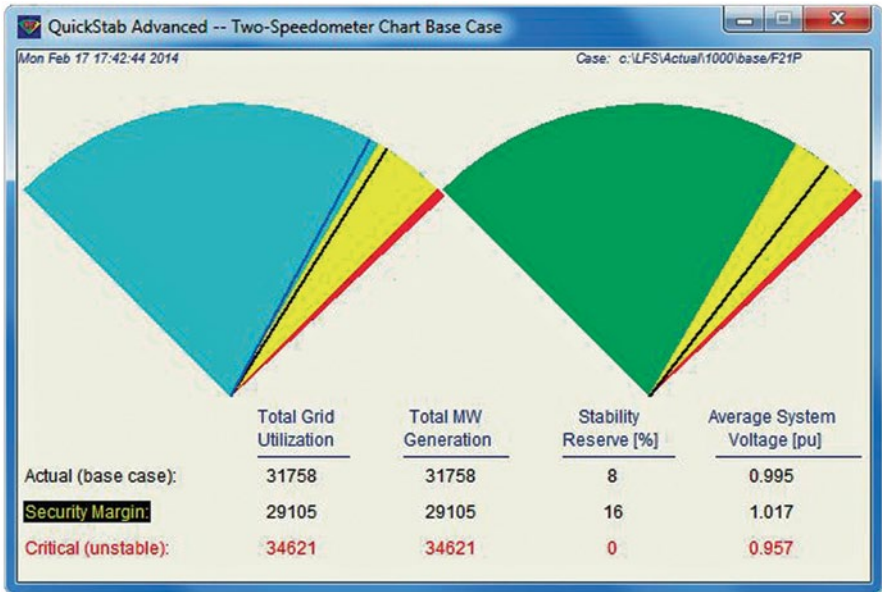 QuickStab Advanced -- Two-Speedometer Chart Base Case
Mon Feb 17 17:42:44 2014 Case: c:\LFS\Actual\1000\base/F21P
Total Grid Utilization Total MW Generation Stability Reserve [%] Average System Voltage [pu]
Actual (base case): 31758 31758 8 0.995
Security Margin: 29105 29105 16 1.017
Critical (unstable): 34621 34621 0 0.957